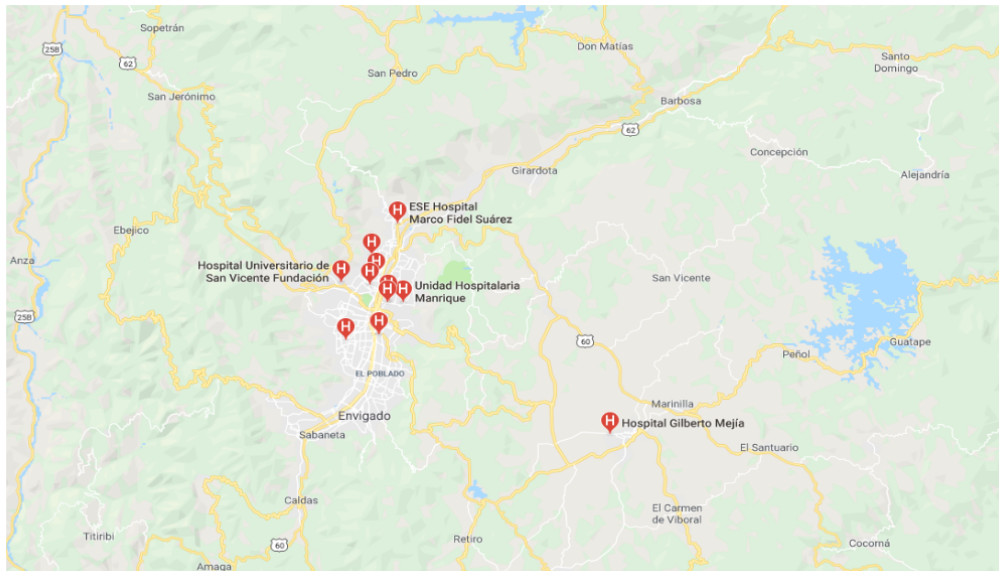 Sopetrán
25B
62
San Jerónimo
San Pedro
Don Matías
Santo
Domingo
Barbosa
62
Concepción
Girardota
Alejandría
ESE Hospital
Marco Fidel Suárez
Ebejico
Anza
Hospital Universitario de
San Vicente Fundación
Unidad Hospitalaria
Manrique
San Vicente
25B
60
Guatape
Peñol
EL POBLADO
Envigado
Marinilla
Hospital Gilberto Mejía
Sabaneta
El Santuario
Caldas
El Carmen
de Viboral
Titiribi
60
Retiro
Cocorná
Amaga
H
H
H
H
H
H
H
H
H
H
H